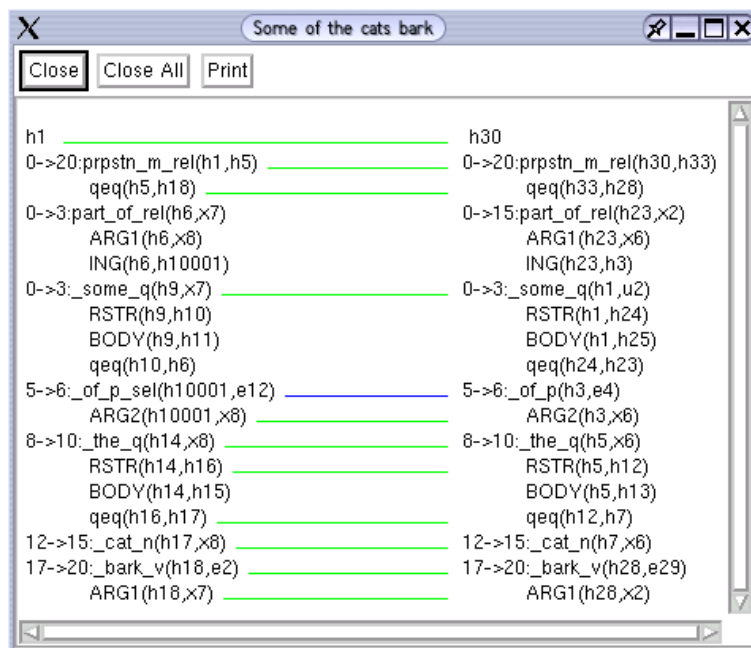 Some of the cats bark
Close Close All Print
h1 h30
0->20:prpstn_m_rel(h1,h5) 0->20:prpstn_m_rel(h30,h33)
qeq(h5,h18) qeq(h33,h28)
0->3:part_of_rel(h6,x7) 0->15:part_of_rel(h23,x2)
ARG1(h6,x8) ARG1(h23,x6)
ING(h6,h10001) ING(h23,h3)
0->3:_some_q(h9,x7) 0->3:_some_q(h1,u2)
RSTR(h9,h10) RSTR(h1,h24)
BODY(h9,h11) BODY(h1,h25)
qeq(h10,h6) qeq(h24,h23)
5->6:_of_p_sel(h10001,e12) 5->6:_of_p(h3,e4)
ARG2(h10001,x8) ARG2(h3,x6)
8->10:_the_q(h14,x8) 8->10:_the_q(h5,x6)
RSTR(h14,h16) RSTR(h5,h12)
BODY(h14,h15) BODY(h5,h13)
qeq(h16,h17) qeq(h12,h7)
12->15:_cat_n(h17,x8) 12->15:_cat_n(h7,x6)
17->20:_bark_v(h18,e2) 17->20:_bark_v(h28,e29)
ARG1(h18,x7) ARG1(h28,x2)